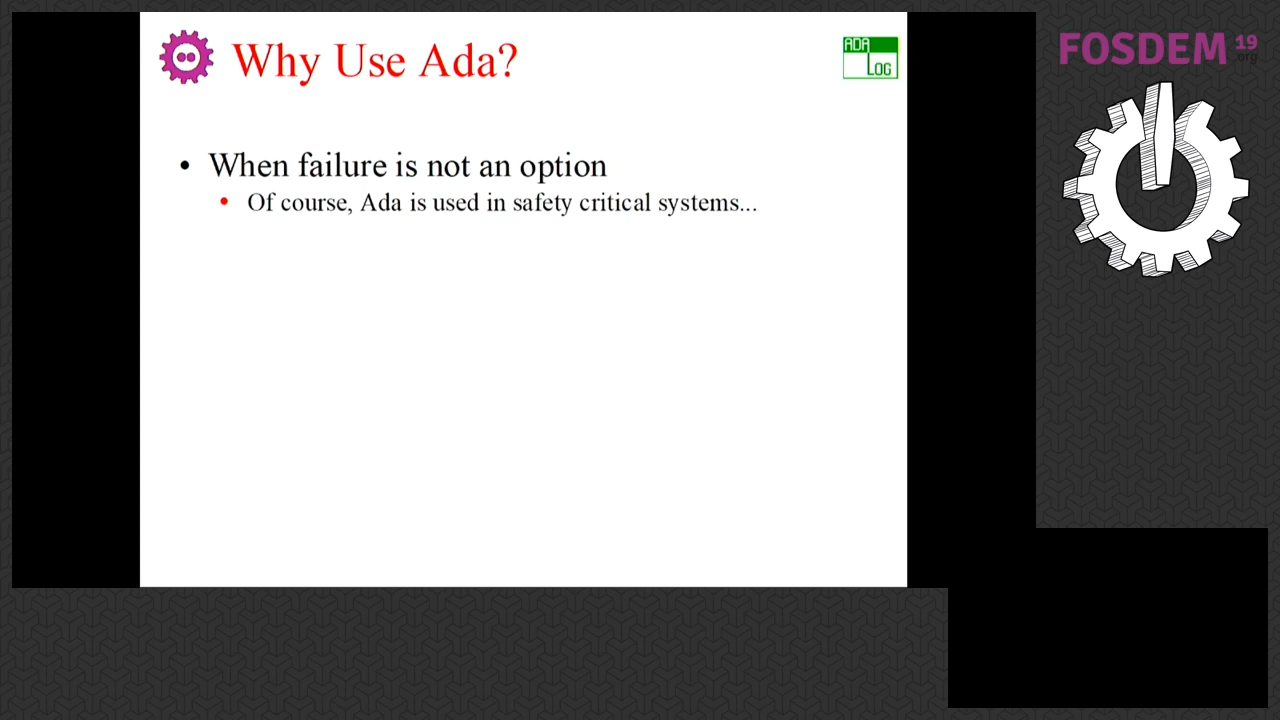 Why Use Ada?
ADA
LOG
• When failure is not an option
• Of course, Ada is used in safety critical systems...
FOSDEM 19
.org